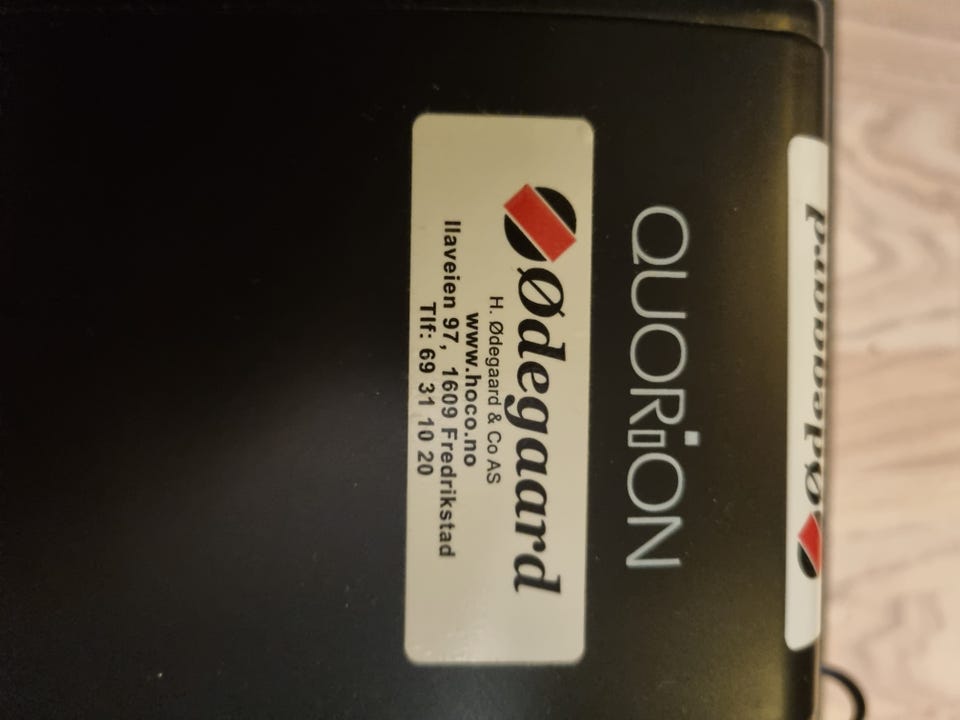 QUORiON
Ødegaard
H. Ødegaard & Co AS
www.hoco.no
Ilaveien 97, 1609 Fredrikstad
Tlf: 69 31 10 20
Ødegaard